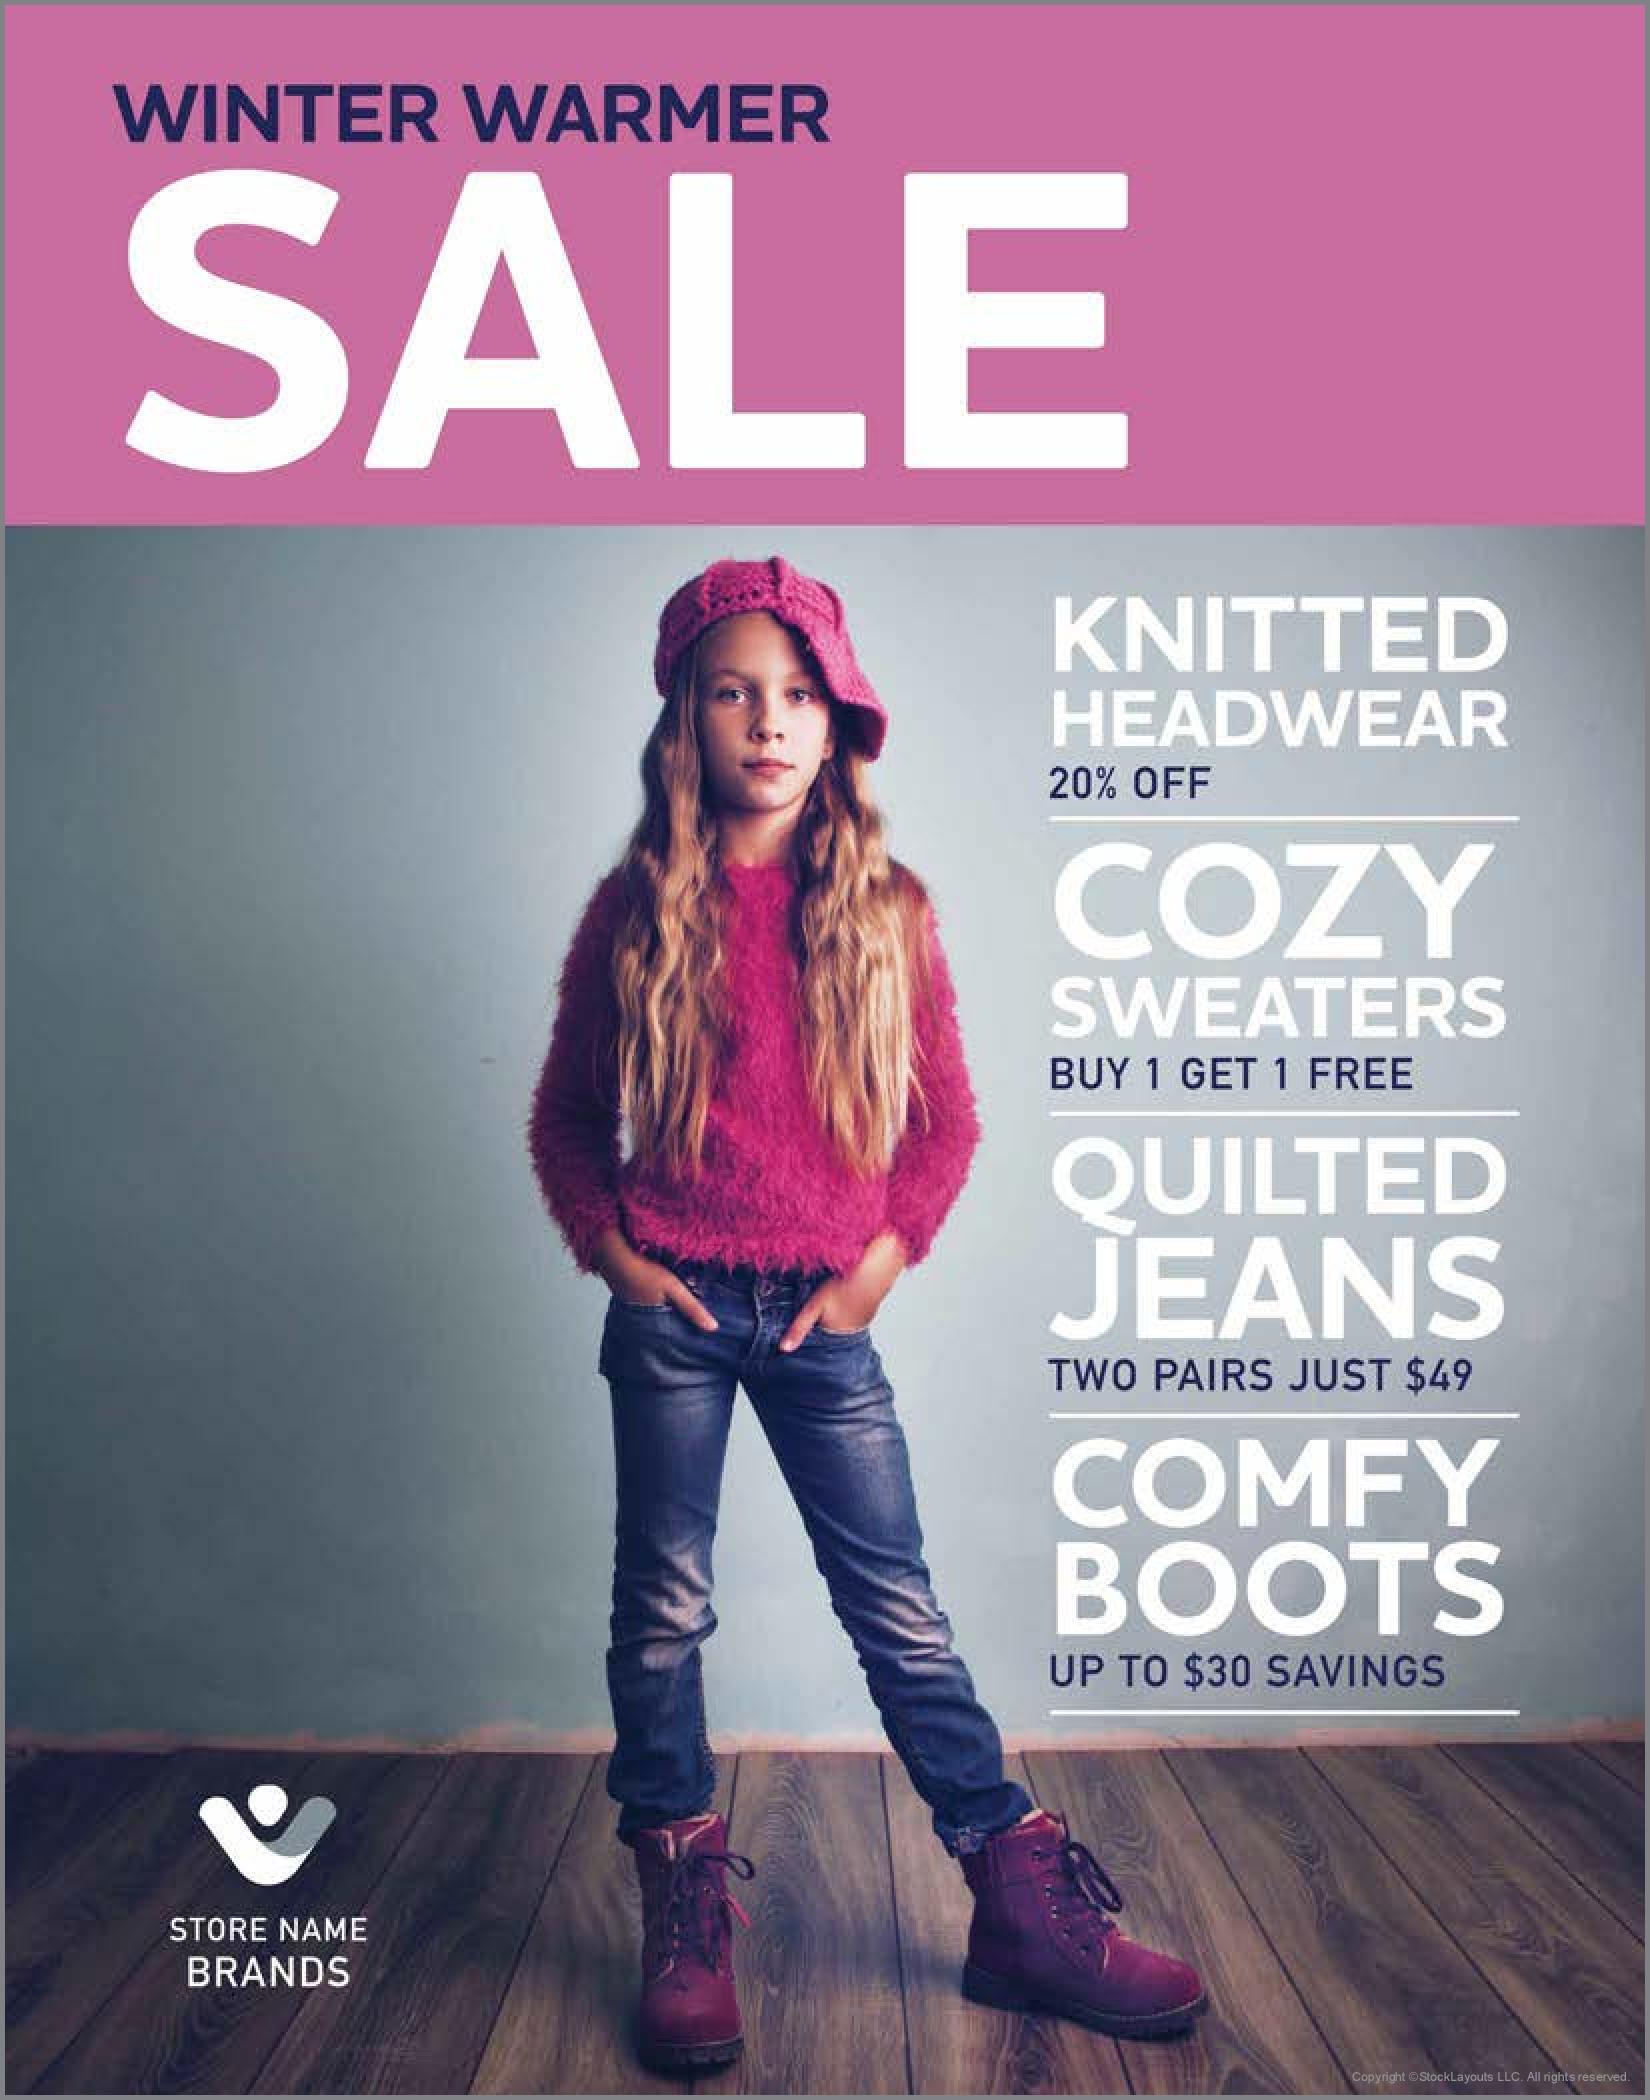 WINTER WARMER
SALE
KNITTED
HEADWEAR
20% OFF
COZY
SWEATERS
BUY 1 GET 1 FREE
QUILTED
JEANS
TWO PAIRS JUST $49
COMFY
BOOTS
UP TO $30 SAVINGS
STORE NAME
BRANDS
Copyright ©StockLayouts LLC. All rights reserved.